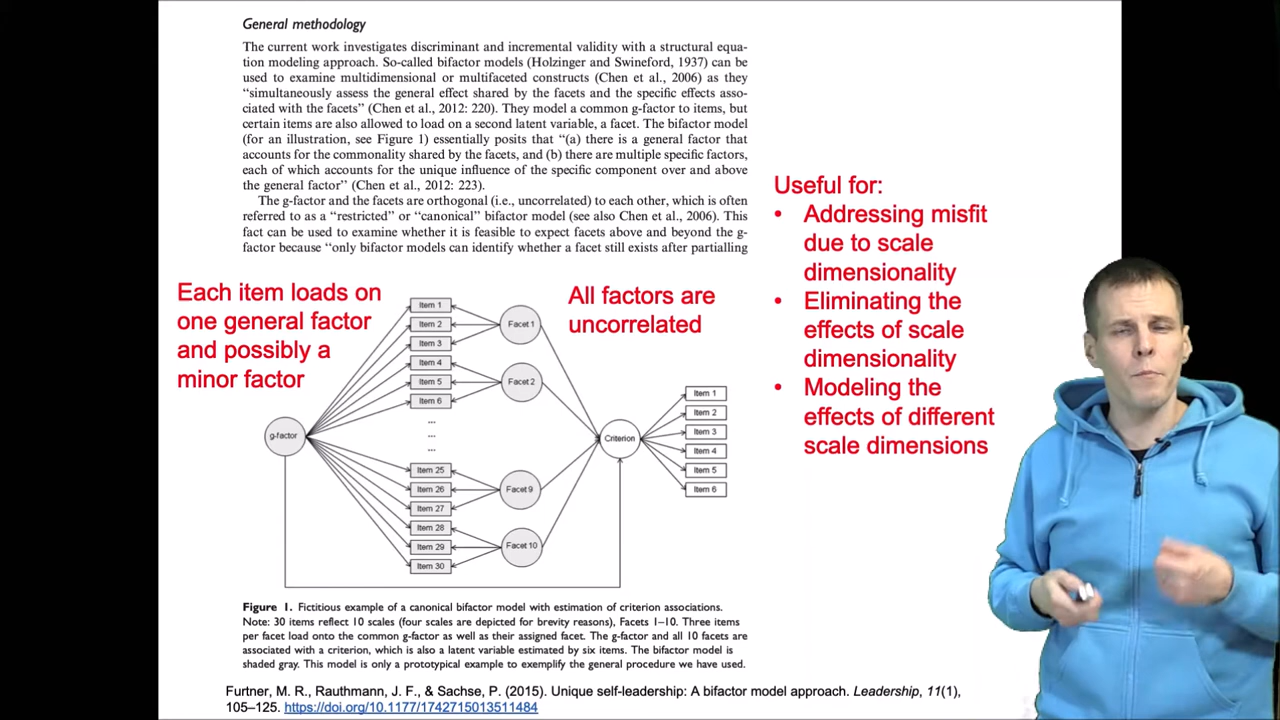 General methodology
The current work investigates discriminant and incremental validity with a structural equa-
tion modeling approach. So-called bifactor models (Holzinger and Swineford, 1937) can be
used to examine multidimensional or multifaceted constructs (Chen et al., 2006) as they
“simultaneously assess the general effect shared by the facets and the specific effects asso-
ciated with the facets” (Chen et al., 2012: 220). They model a common g-factor to items, but
certain items are also allowed to load on a second latent variable, a facet. The bifactor model
(for an illustration, see Figure 1) essentially posits that “(a) there is a general factor that
accounts for the commonality shared by the facets, and (b) there are multiple specific factors,
each of which accounts for the unique influence of the specific component over and above
the general factor” (Chen et al., 2012: 223).
The g-factor and the facets are orthogonal (i.e., uncorrelated) to each other, which is often
referred to as a “restricted” or “canonical” bifactor model (see also Chen et al., 2006). This
fact can be used to examine whether it is feasible to expect facets above and beyond the g-
factor because “only bifactor models can identify whether a facet still exists after partialling
Useful for:
• Addressing misfit
due to scale
dimensionality
• Eliminating the
effects of scale
dimensionality
• Modeling the
effects of different
scale dimensions
Each item loads on
one general factor
and possibly a
minor factor
All factors are
uncorrelated
g-factor
Item 1
Item 2
Item 3
Item 4
Item 5
Item 6
...
...
...
Item 25
Item 26
Item 27
Item 28
Item 29
Item 30
Facet 1
Facet 2
Facet 9
Facet 10
Criterion
Item 1
Item 2
Item 3
Item 4
Item 5
Item 6
Figure 1. Fictitious example of a canonical bifactor model with estimation of criterion associations.
Note: 30 items reflect 10 scales (four scales are depicted for brevity reasons), Facets 1–10. Three items
per facet load onto the common g-factor as well as their assigned facet. The g-factor and all 10 facets are
associated with a criterion, which is also a latent variable estimated by six items. The bifactor model is
shaded gray. This model is only a prototypical example to exemplify the general procedure we have used.
Furtner, M. R., Rauthmann, J. F., & Sachse, P. (2015). Unique self-leadership: A bifactor model approach. Leadership, 11(1),
105–125. https://doi.org/10.1177/1742715013511484